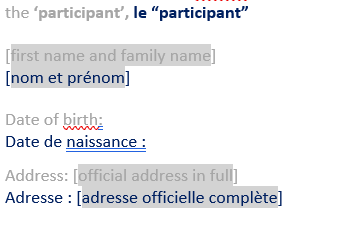 the ‘participant’, le “participant”
[first name and family name]
[nom et prénom]
Date of birth:
Date de naissance :
Address: [official address in full]
Adresse : [adresse officielle complète]